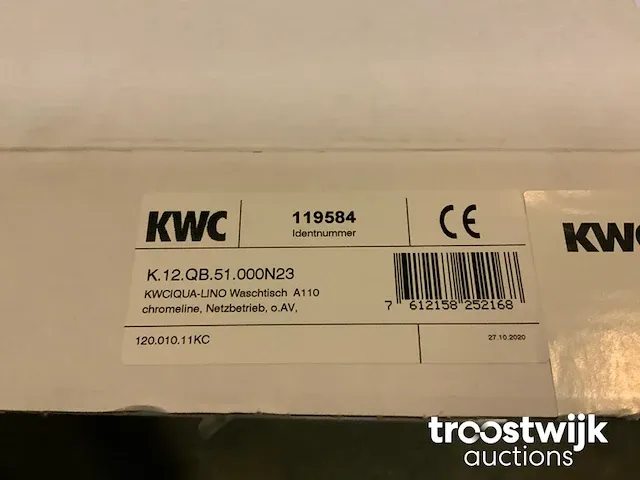 KWC
119584
Identnummer
CE
K.12.QB.51.000N23
KWCIQUA-LINO Waschtisch A110
chromeline, Netzbetrieb, o.AV,
7 612158 252168
120.010.11KC
27.10.2020
KWC
troostwijk
auctions